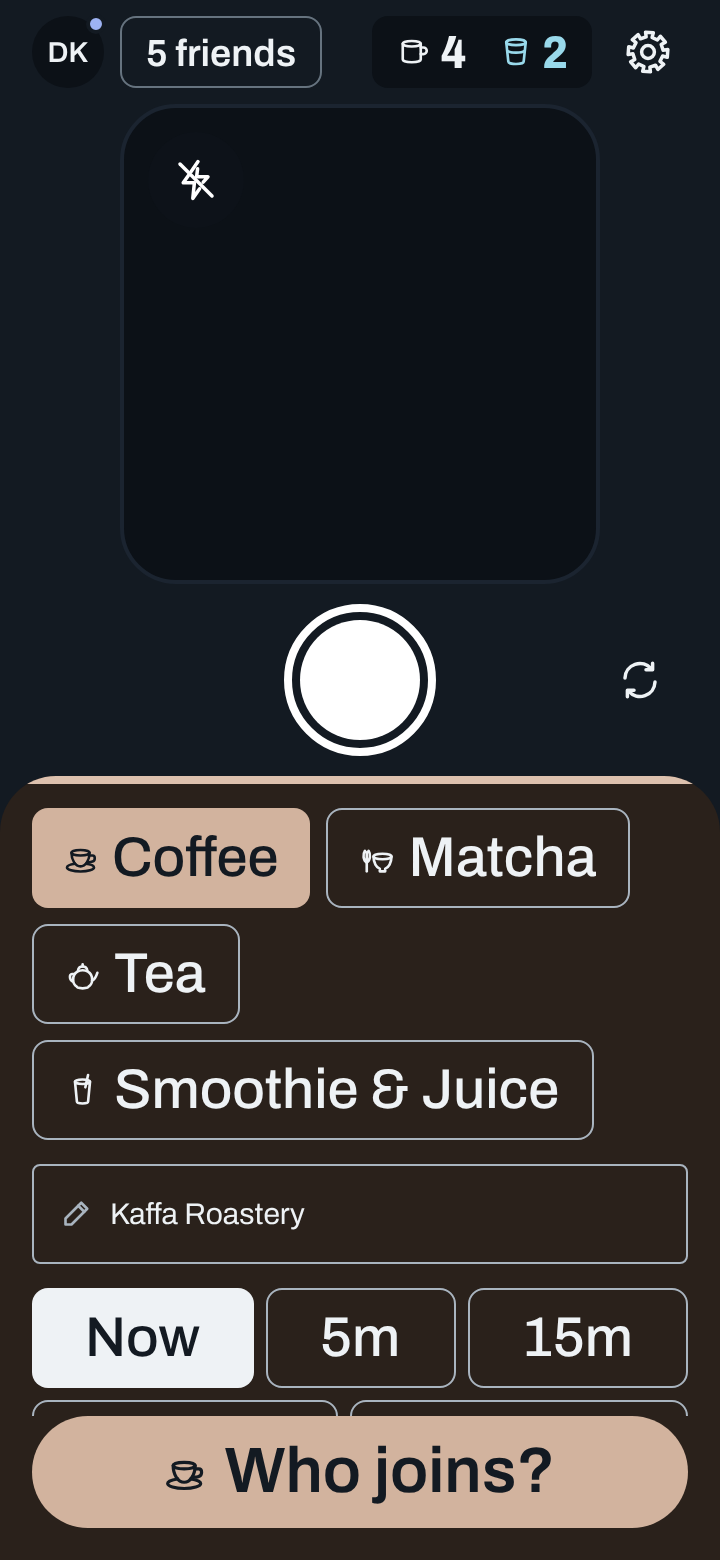 DK
5 friends
4
2
Coffee
Matcha
Tea
Smoothie & Juice
Kaffa Roastery
Now
5m
15m
Who joins?